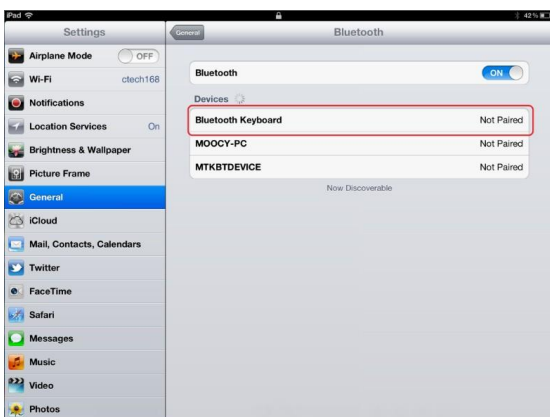 iPad 42%
Settings
Airplane Mode OFF
Wi-Fi ctech168
Notifications
Location Services On
Brightness & Wallpaper
Picture Frame
General
iCloud
Mail, Contacts, Calendars
Twitter
FaceTime
Safari
Messages
Music
Video
Photos
General Bluetooth
Bluetooth ON
Devices
Bluetooth Keyboard Not Paired
MOOCY-PC Not Paired
MTKBTDEVICE Not Paired
Now Discoverable